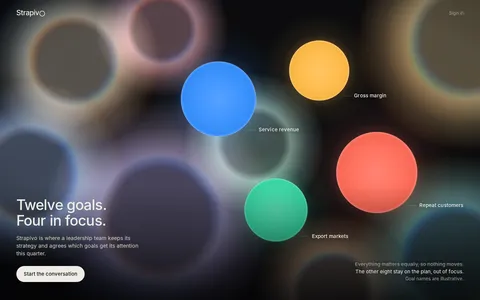 Strapivo
Sign in
Gross margin
Service revenue
Repeat customers
Export markets
Twelve goals.
Four in focus.
Strapivo is where a leadership team keeps its
strategy and agrees which goals get its attention
this quarter.
Start the conversation
Everything matters equally, so nothing moves.
The other eight stay on the plan, out of focus.
Goal names are illustrative.